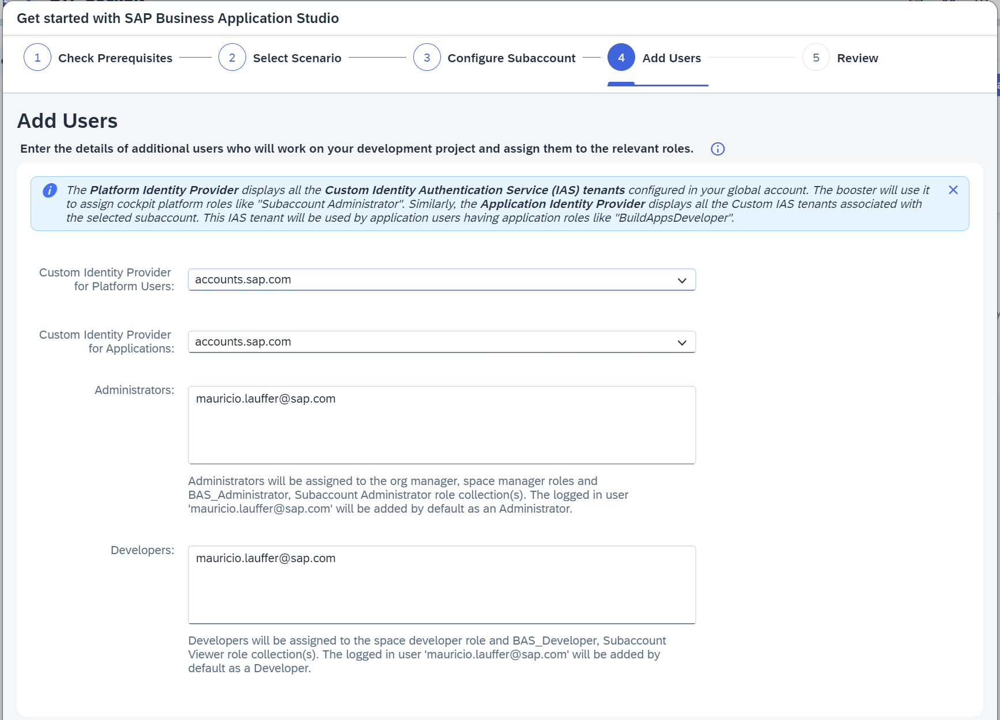 Get started with SAP Business Application Studio
1 Check Prerequisites 2 Select Scenario 3 Configure Subaccount 4 Add Users 5 Review
Add Users
Enter the details of additional users who will work on your development project and assign them to the relevant roles.
The Platform Identity Provider displays all the Custom Identity Authentication Service (IAS) tenants configured in your global account. The booster will use it
to assign cockpit platform roles like "Subaccount Administrator". Similarly, the Application Identity Provider displays all the Custom IAS tenants associated with
the selected subaccount. This IAS tenant will be used by application users having application roles like "BuildAppsDeveloper".
Custom Identity Provider
for Platform Users:
accounts.sap.com
Custom Identity Provider
for Applications:
accounts.sap.com
Administrators:
mauricio.lauffer@sap.com
Administrators will be assigned to the org manager, space manager roles and
BAS_Administrator, Subaccount Administrator role collection(s). The logged in user
'mauricio.lauffer@sap.com' will be added by default as an Administrator.
Developers:
mauricio.lauffer@sap.com
Developers will be assigned to the space developer role and BAS_Developer, Subaccount
Viewer role collection(s). The logged in user 'mauricio.lauffer@sap.com' will be added by
default as a Developer.